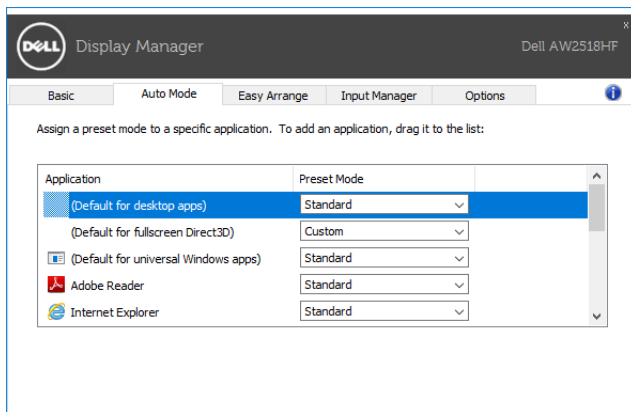 DELL Display Manager Dell AW2518HF
Basic Auto Mode Easy Arrange Input Manager Options
Assign a preset mode to a specific application. To add an application, drag it to the list:
Application Preset Mode
(Default for desktop apps) Standard
(Default for fullscreen Direct3D) Custom
(Default for universal Windows apps) Standard
Adobe Reader Standard
Internet Explorer Standard